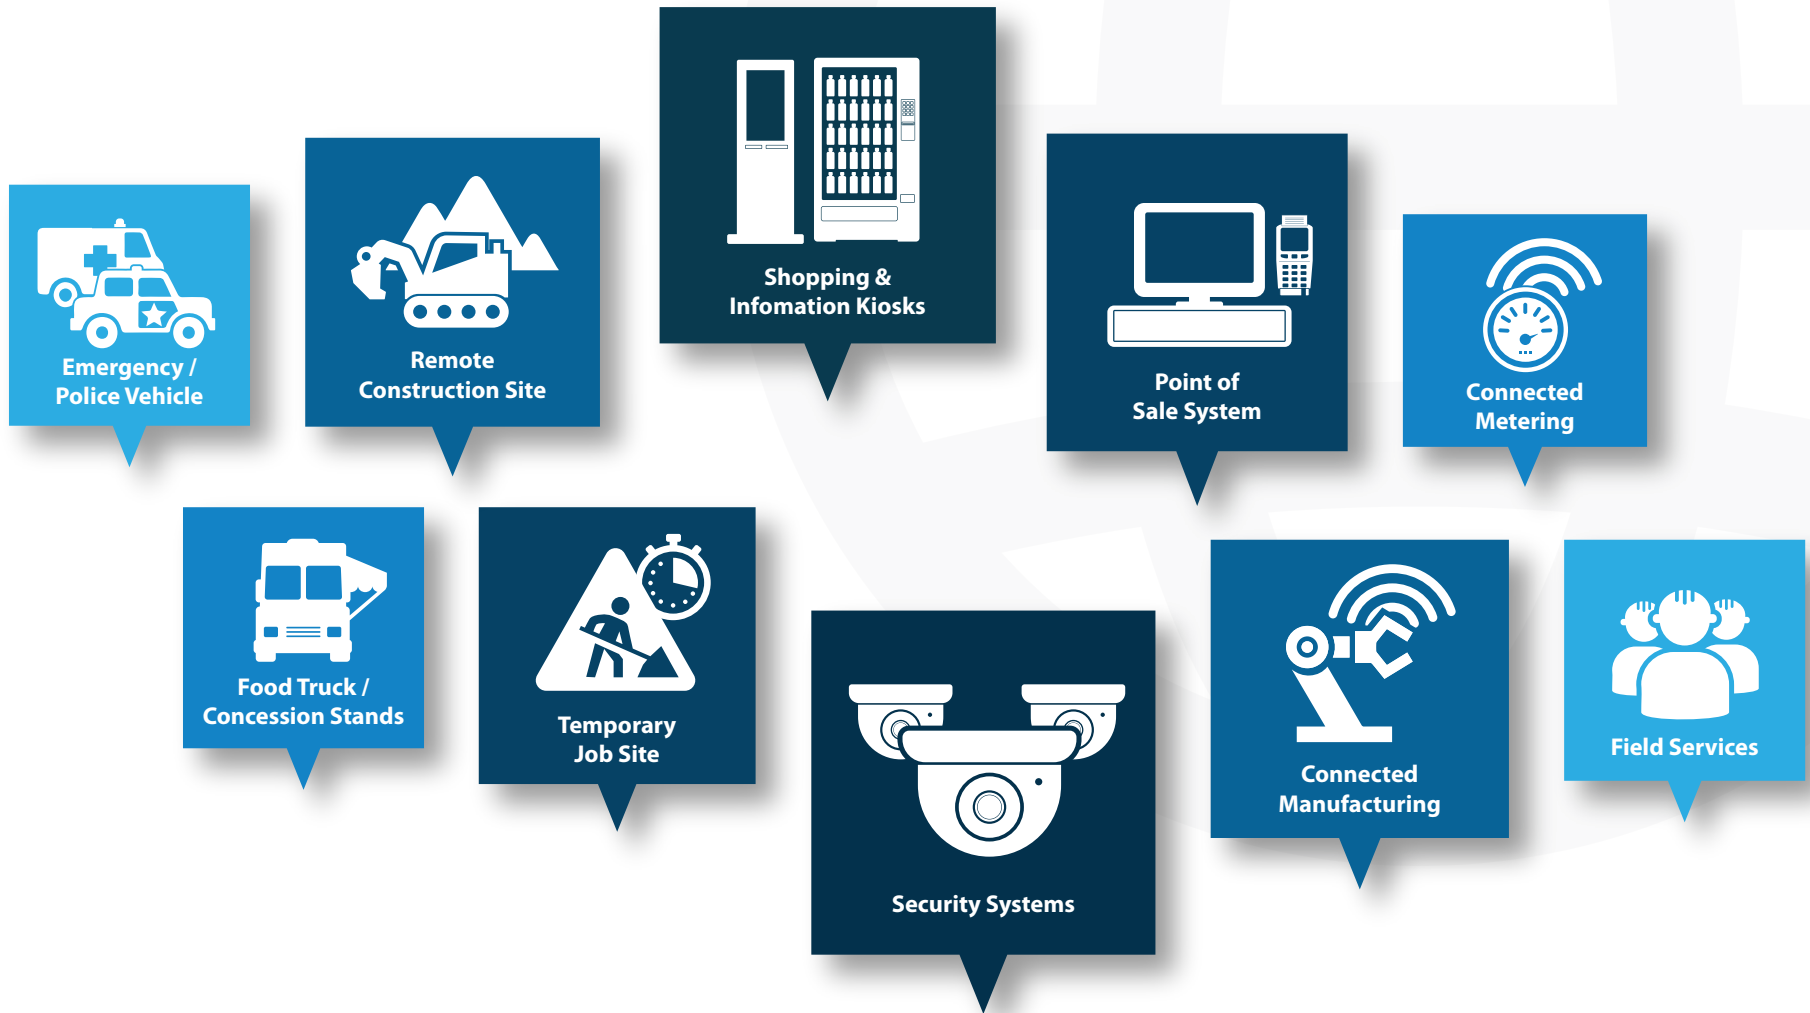 Shopping &
Infomation Kiosks
Emergency /
Police Vehicle
Remote
Construction Site
Point of
Sale System
Connected
Metering
Food Truck /
Concession Stands
Temporary
Job Site
Security Systems
Connected
Manufacturing
Field Services